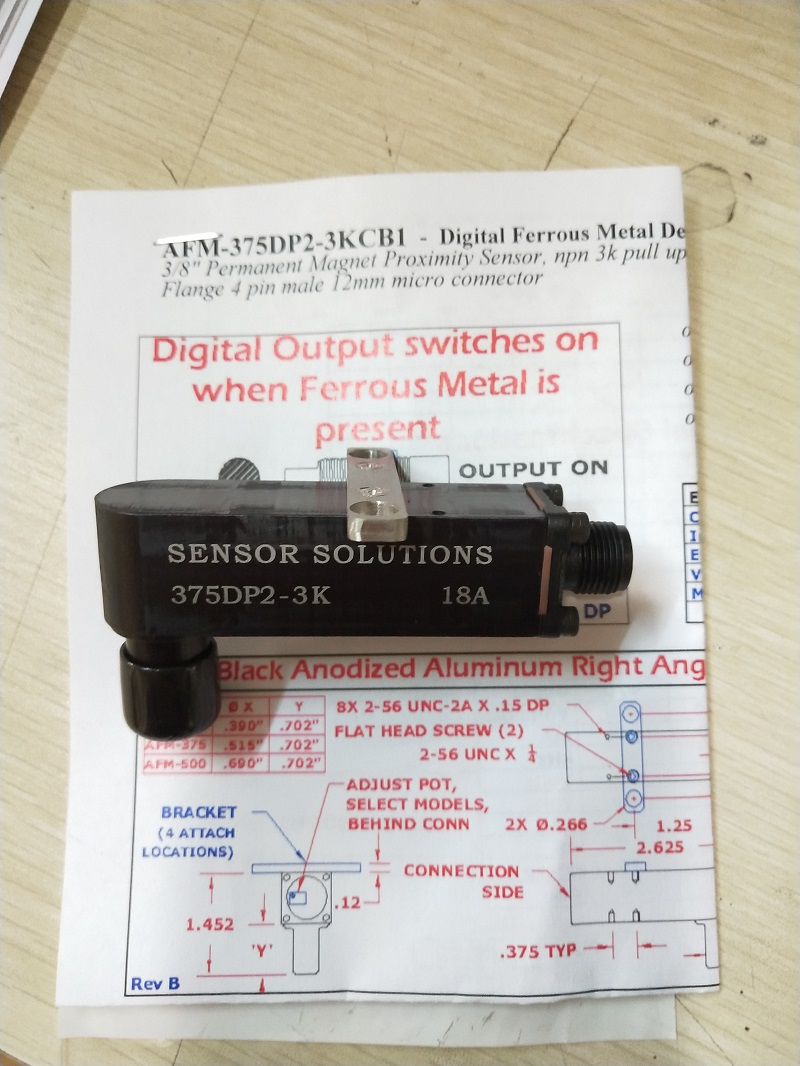 AFM-375DP2-3KCB1 - Digital Ferrous Metal De
3/8" Permanent Magnet Proximity Sensor, npn 3k pull up
Flange 4 pin male 12mm micro connector
Digital Output switches on
when Ferrous Metal is
present
OUTPUT ON
o
o
o
o
E
C
I
E
V
M
SENSOR SOLUTIONS
375DP2-3K 18A
DP
Black Anodized Aluminum Right Ang
Ø X Y
.390" .702"
AFM-375 .515" .702"
AFM-500 .690" .702"
8X 2-56 UNC-2A X .15 DP
FLAT HEAD SCREW (2)
2-56 UNC X 1/4
ADJUST POT,
SELECT MODELS,
BEHIND CONN
BRACKET
(4 ATTACH
LOCATIONS)
2X Ø.266
1.25
2.625
CONNECTION
SIDE
.12
1.452
'Y'
.375 TYP
Rev B